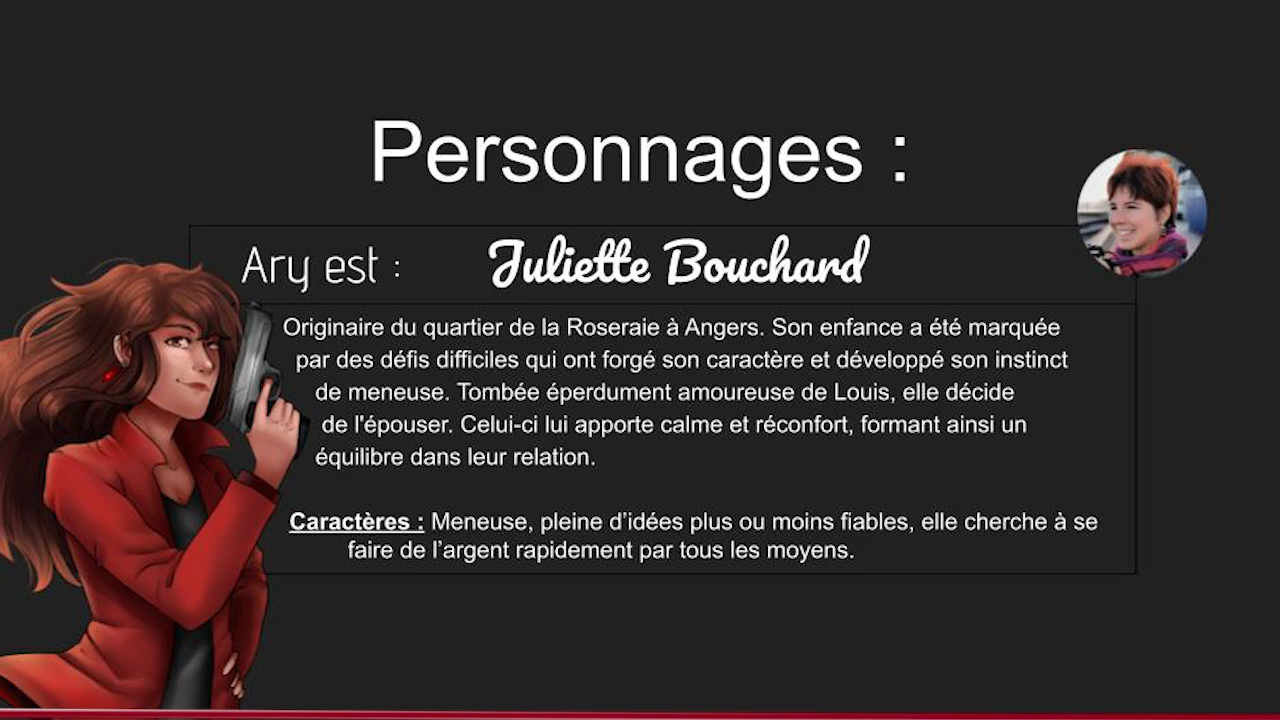 Personnages :
Ary est : Juliette Bouchard
Originaire du quartier de la Roseraie à Angers. Son enfance a été marquée
par des défis difficiles qui ont forgé son caractère et développé son instinct
de meneuse. Tombée éperdument amoureuse de Louis, elle décide
de l'épouser. Celui-ci lui apporte calme et réconfort, formant ainsi un
équilibre dans leur relation.
Caractères : Meneuse, pleine d’idées plus ou moins fiables, elle cherche à se
faire de l’argent rapidement par tous les moyens.